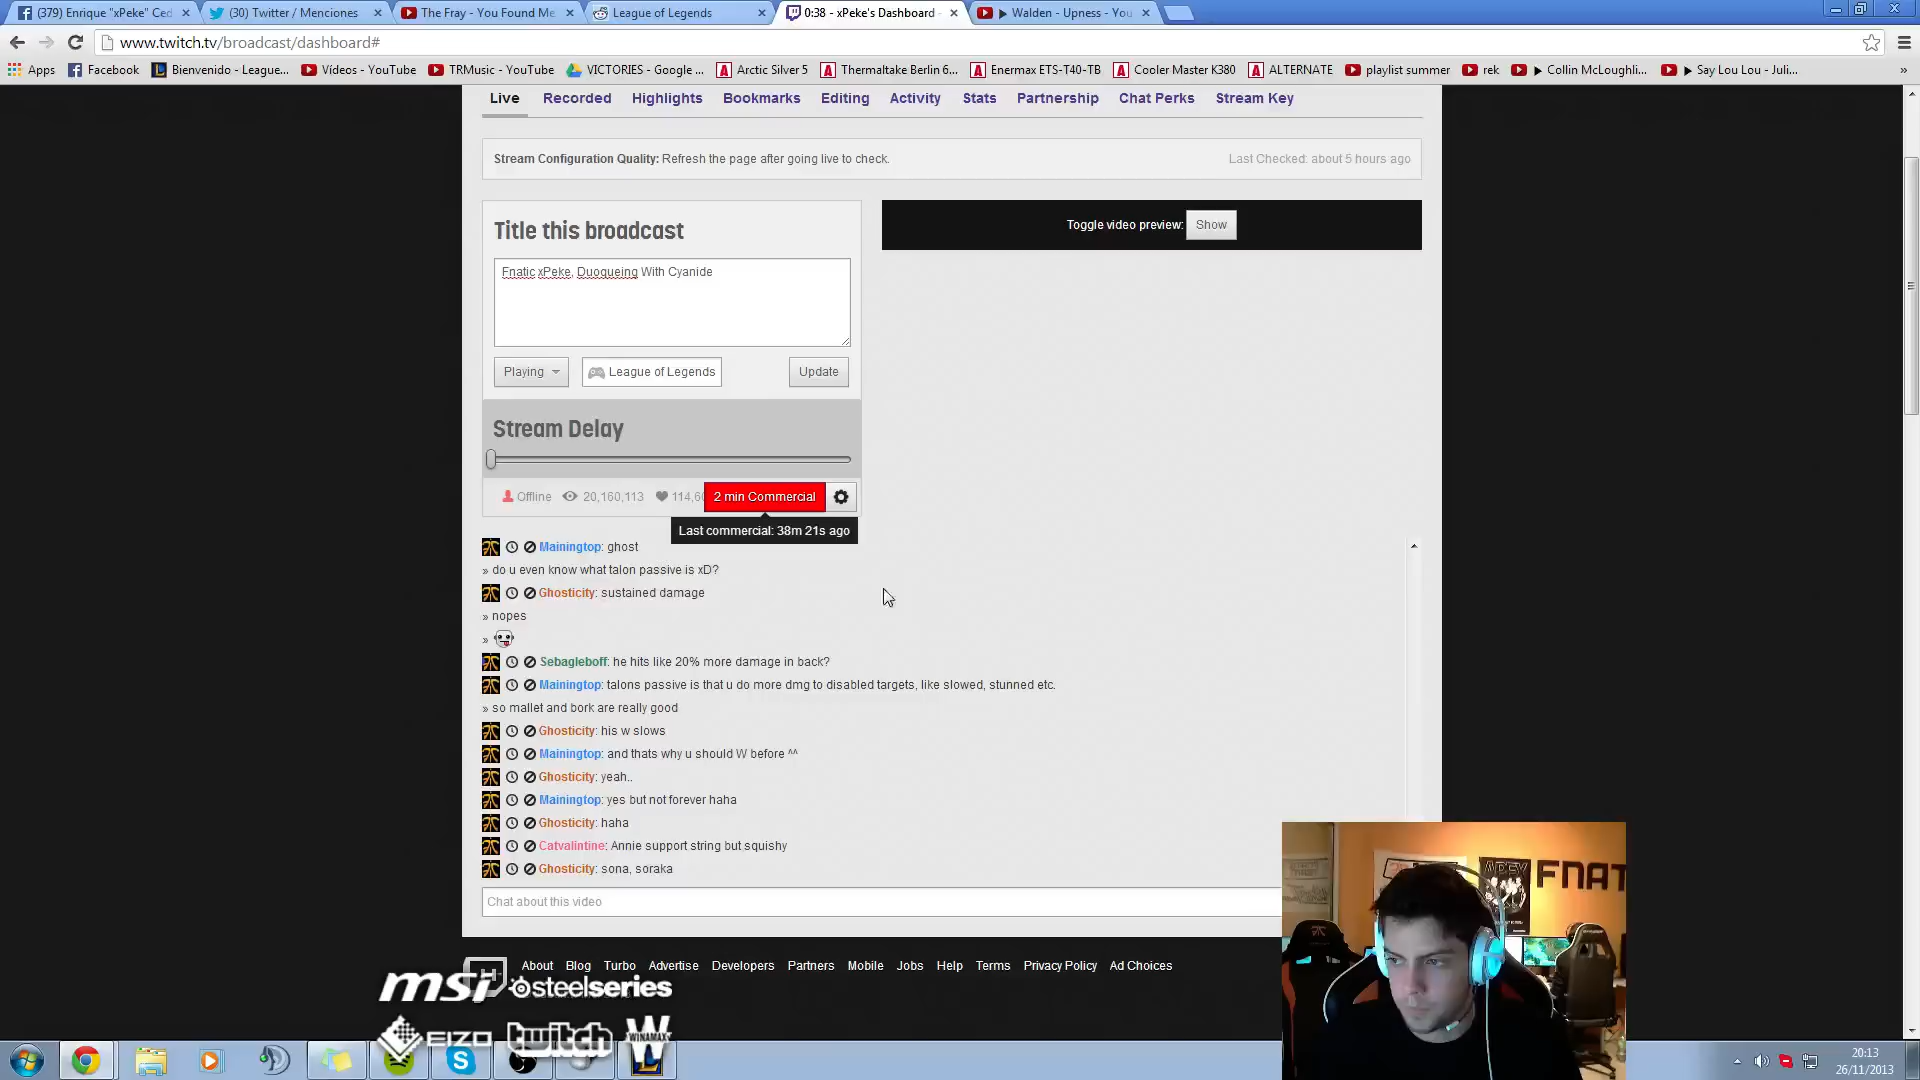 (379) Enrique "xPeke" Ced
(30) Twitter / Menciones
The Fray - You Found Me
League of Legends
0:38 - xPeke's Dashboard -
Walden - Upness - You
www.twitch.tv/broadcast/dashboard#
Apps
Facebook
Bienvenido - League...
Vídeos - YouTube
TRMusic - YouTube
VICTORIES - Google ...
Arctic Silver 5
Thermaltake Berlin 6...
Enermax ETS-T40-TB
Cooler Master K380
ALTERNATE
playlist summer
rek
Collin McLoughli...
Say Lou Lou - Juli...
»
Live
Recorded
Highlights
Bookmarks
Editing
Activity
Stats
Partnership
Chat Perks
Stream Key
Stream Configuration Quality: Refresh the page after going live to check.
Last Checked: about 5 hours ago
Title this broadcast
Toggle video preview: Show
Fnatic xPeke, Duoqueing With Cyanide
Playing
League of Legends
Update
Stream Delay
Offline
20,160,113
114,60
2 min Commercial
Last commercial: 38m 21s ago
Mainingtop: ghost
» do u even know what talon passive is xD?
Ghosticity: sustained damage
» nopes
»
Sebagleboff: he hits like 20% more damage in back?
Mainingtop: talons passive is that u do more dmg to disabled targets, like slowed, stunned etc.
» so mallet and bork are really good
Ghosticity: his w slows
Mainingtop: and thats why u should W before ^^
Ghosticity: yeah..
Mainingtop: yes but not forever haha
Ghosticity: haha
Catvalintine: Annie support string but squishy
Ghosticity: sona, soraka
Chat about this video
FNAT
About
Blog
Turbo
Advertise
Developers
Partners
Mobile
Jobs
Help
Terms
Privacy Policy
Ad Choices
msi
steelseries
EIZO
twitch
W
WINAMAX
20:13
26/11/2013